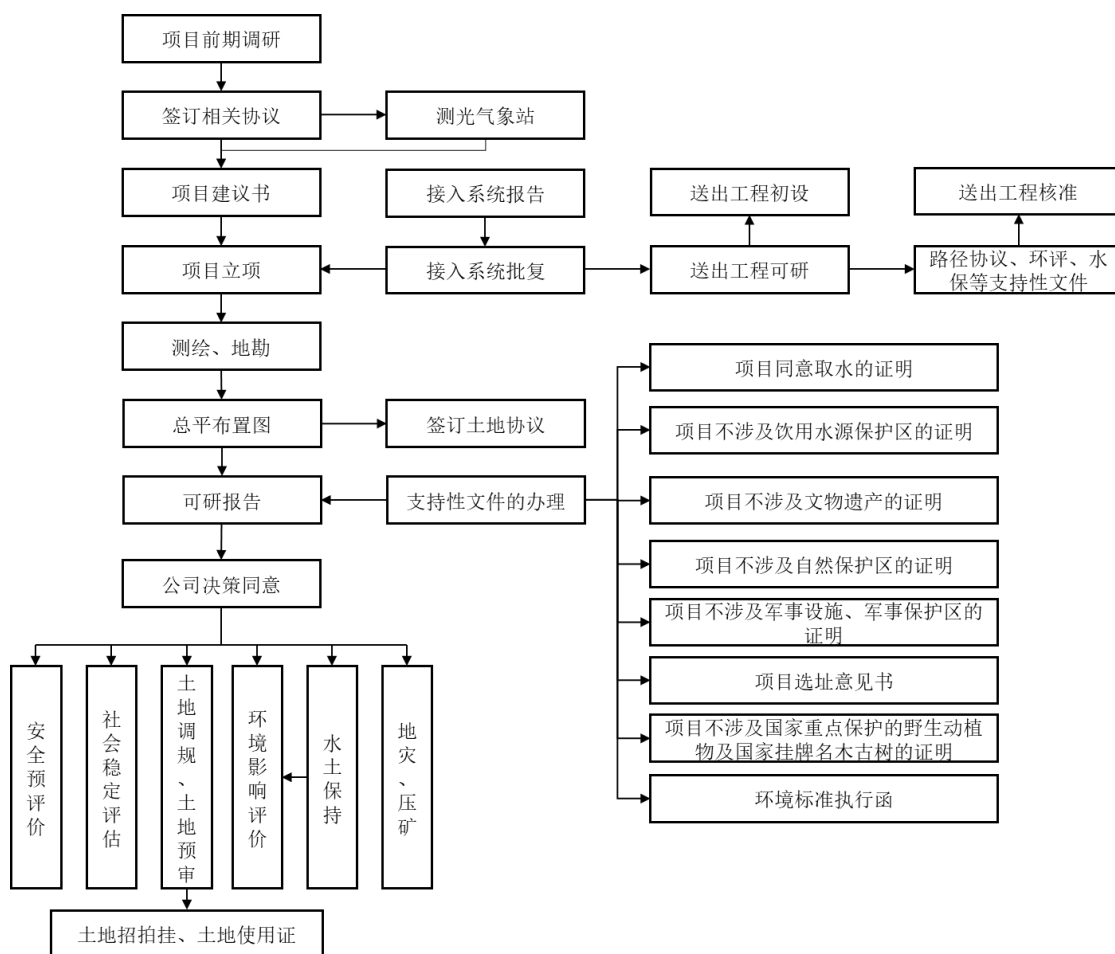 项目前期调研
签订相关协议
测光气象站
项目建议书
接入系统报告
送出工程初设
送出工程核准
项目立项
接入系统批复
送出工程可研
路径协议、环评、水
保等支持性文件
测绘、地勘
项目同意取水的证明
总平布置图
签订土地协议
项目不涉及饮用水源保护区的证明
可研报告
支持性文件的办理
项目不涉及文物遗产的证明
公司决策同意
项目不涉及自然保护区的证明
项目不涉及军事设施、军事保护区的
证明
项目选址意见书
项目不涉及国家重点保护的野生动植
物及国家挂牌名木古树的证明
环境标准执行函
安全预评价
社会稳定评估
土地调规、土地预审
环境影响评价
水土保持
地灾、压矿
土地招拍挂、土地使用证